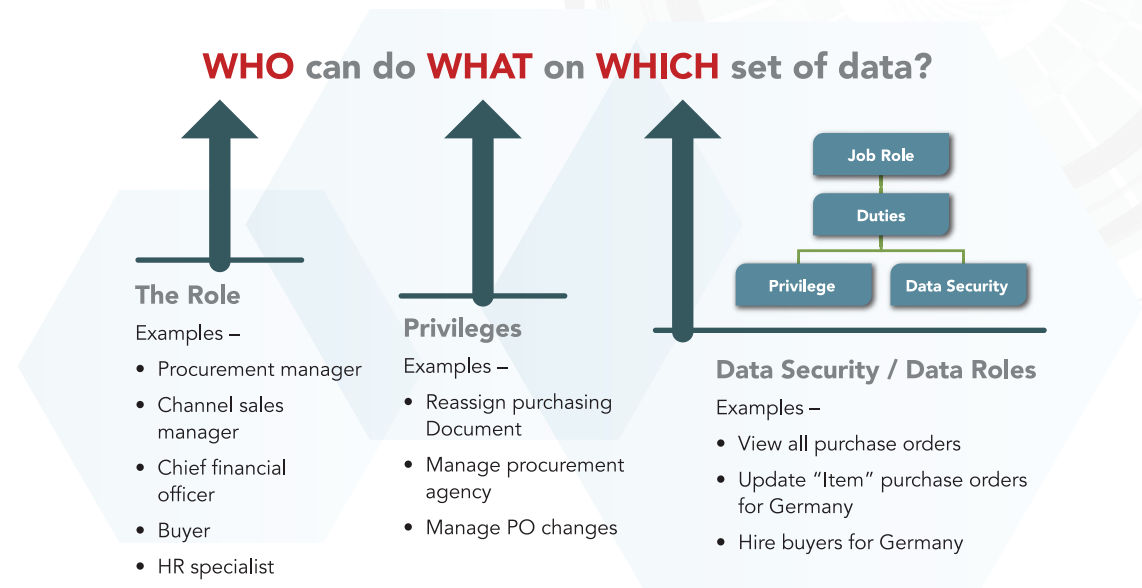 WHO can do WHAT on WHICH set of data?
Job Role
Duties
Privilege
Data Security
The Role
Examples –
• Procurement manager
• Channel sales
manager
• Chief financial
officer
• Buyer
• HR specialist
Privileges
Examples –
• Reassign purchasing
Document
• Manage procurement
agency
• Manage PO changes
Data Security / Data Roles
Examples –
• View all purchase orders
• Update “Item” purchase orders
for Germany
• Hire buyers for Germany